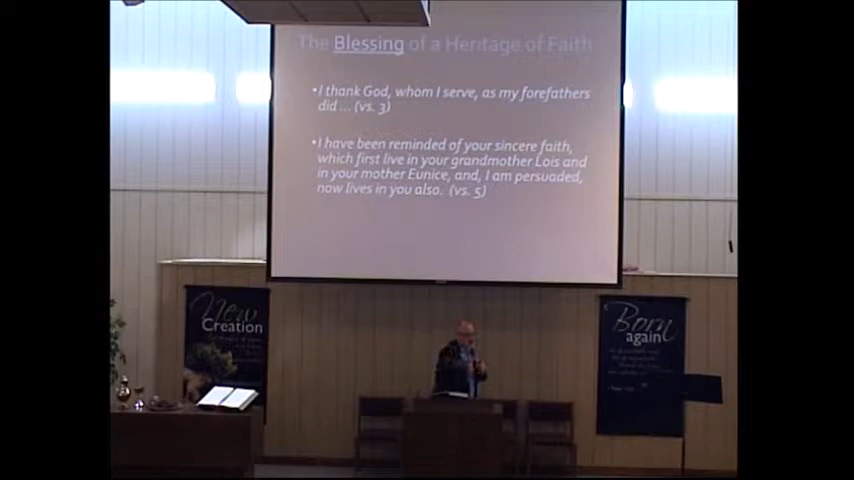 The Blessing of a Heritage of Faith
•I thank God, whom I serve, as my forefathers
did ... (vs. 3)
•I have been reminded of your sincere faith,
which first lives in your grandmother Lois and
in your mother Eunice, and, I am persuaded,
now lives in you also. (vs. 5)
New
Creation
Born
again